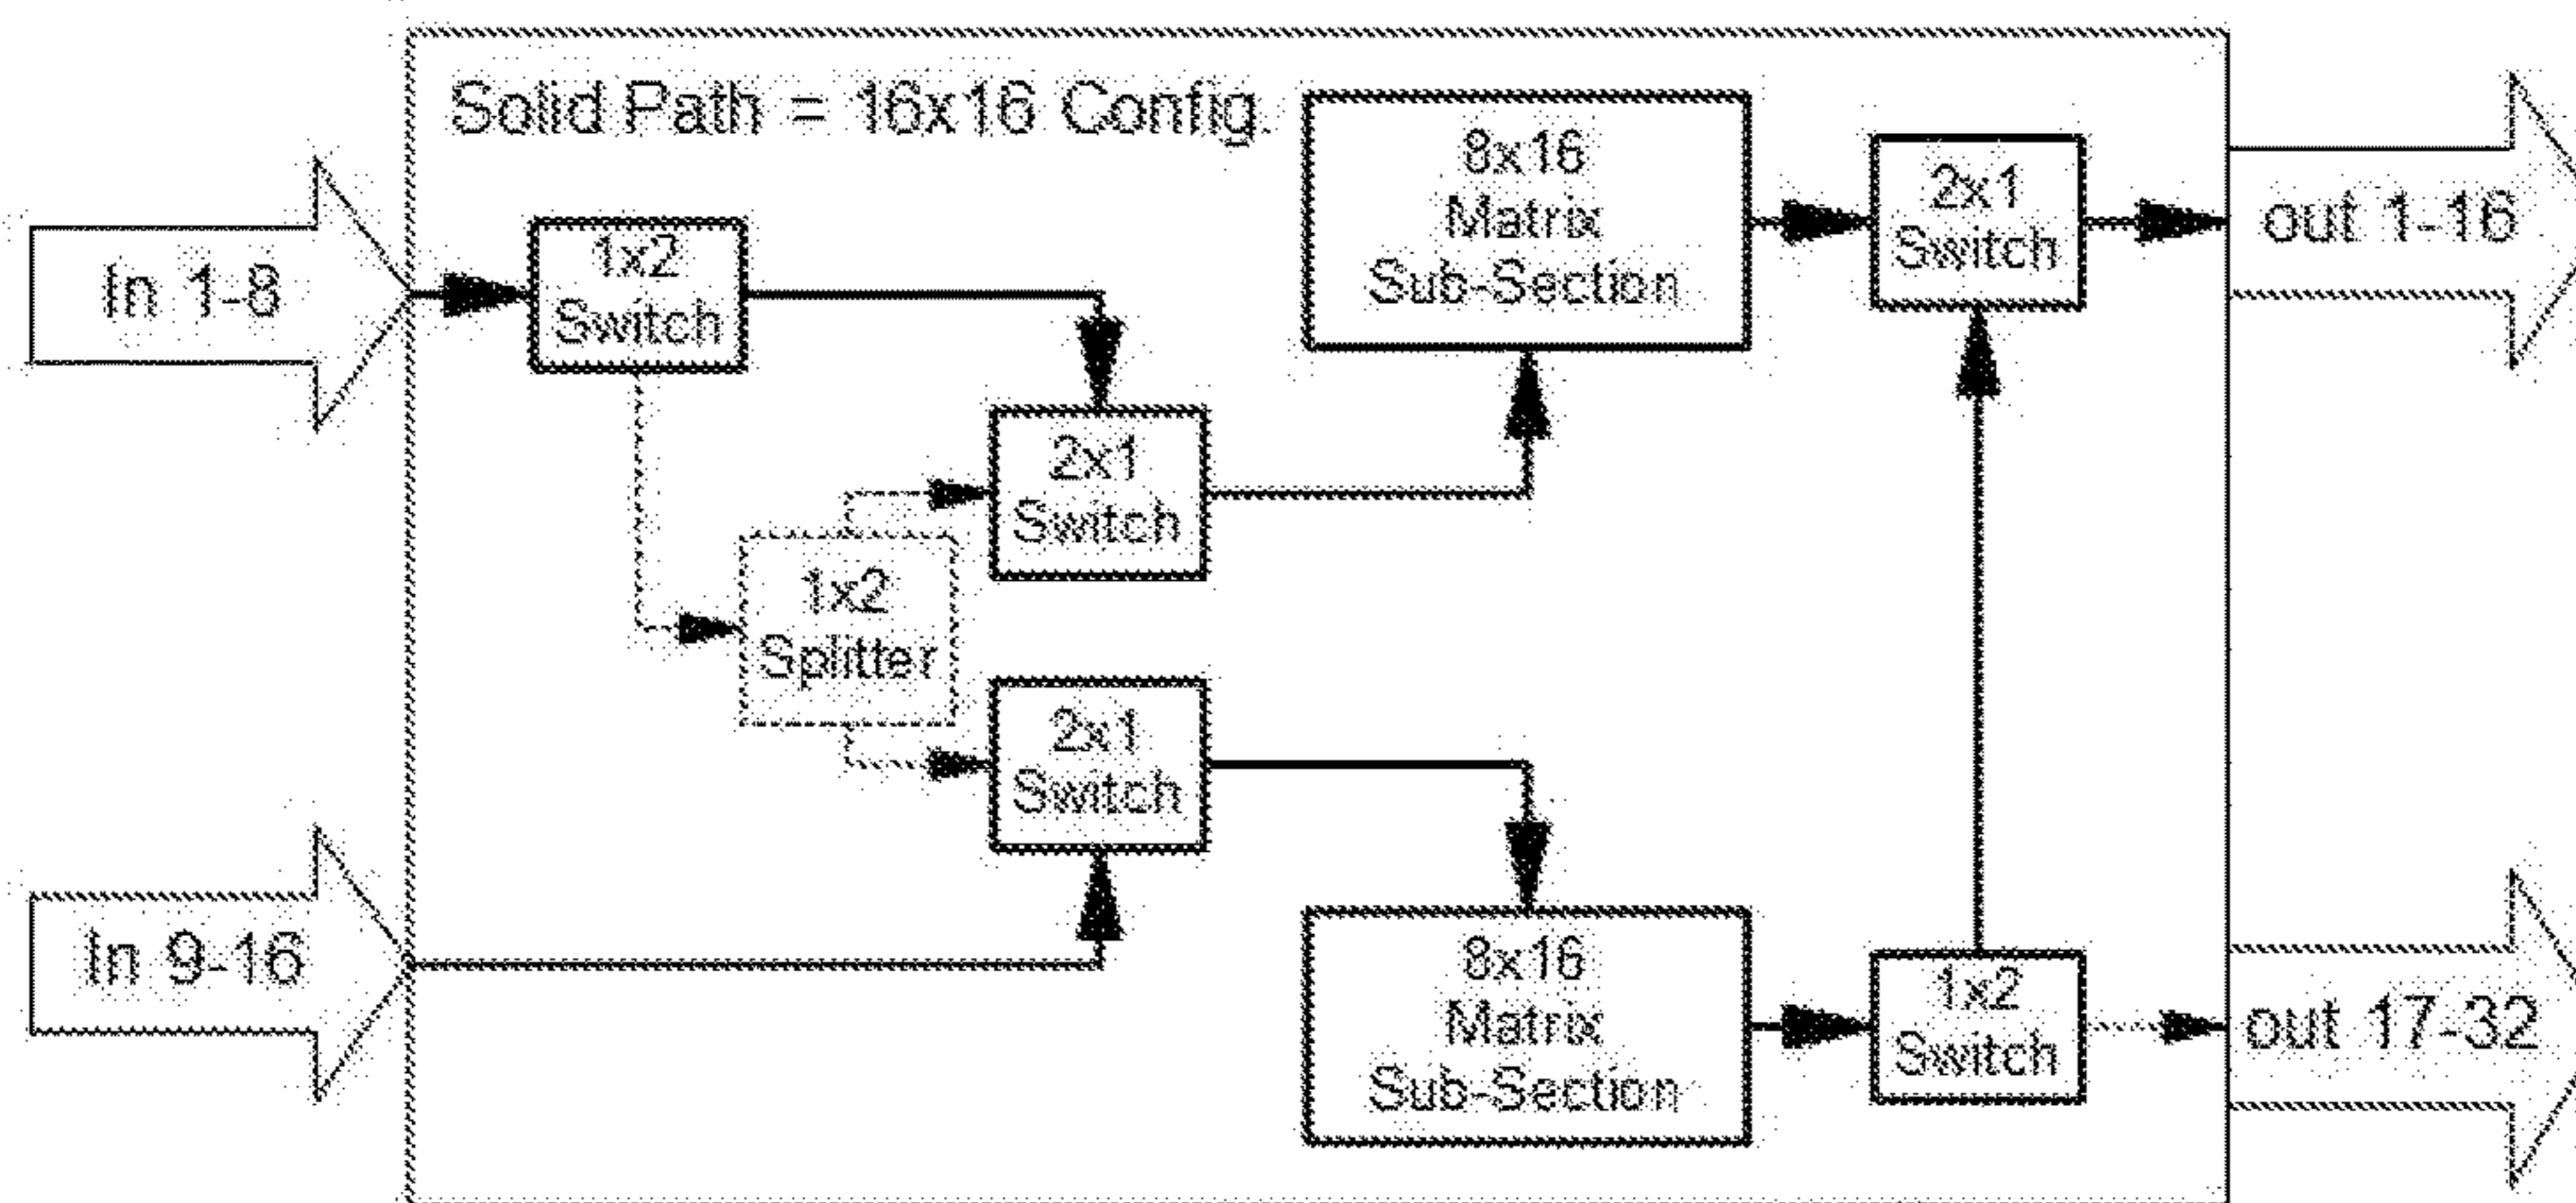 Solid Path = 16x16 Config.
8x16
Matrix
Sub-Section
2x1
Switch
out 1-16
In 1-8
1x2
Switch
2x1
Switch
1x2
Splitter
2x1
Switch
In 9-16
8x16
Matrix
Sub-Section
1x2
Switch
out 17-32